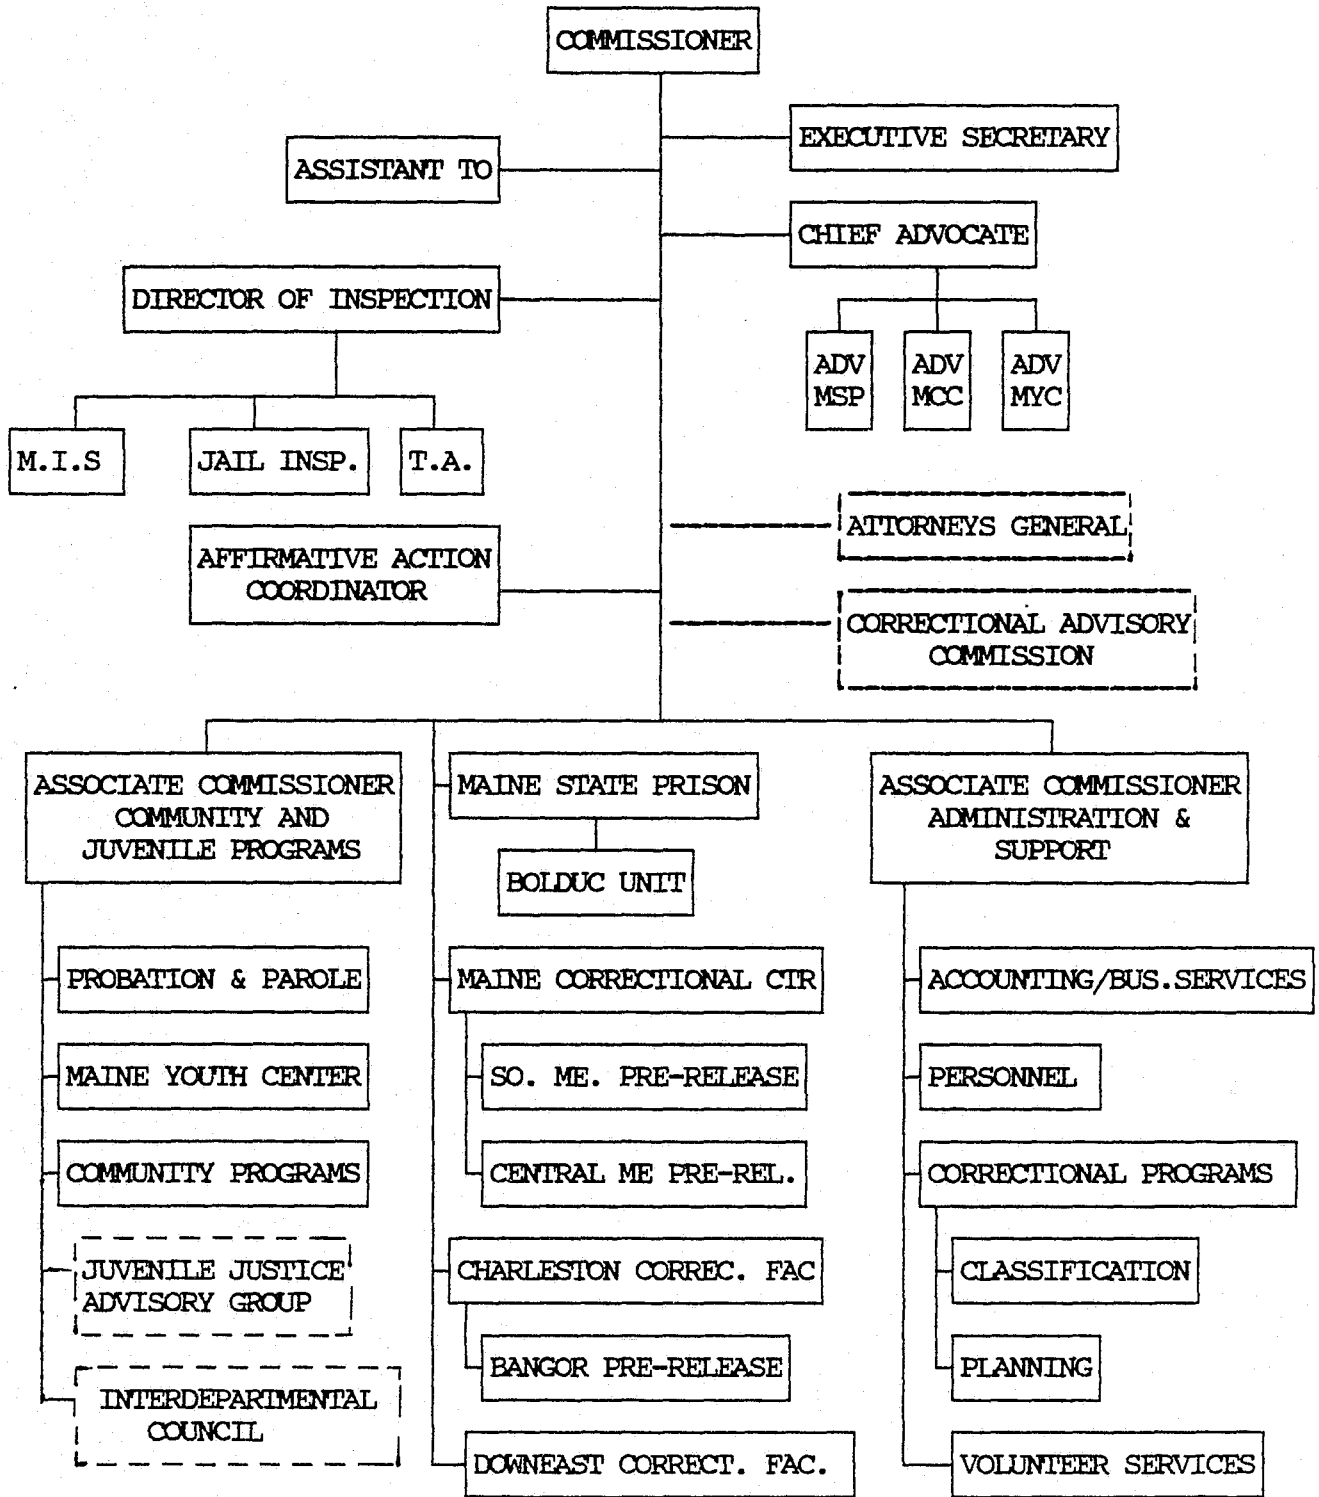 COMMISSIONER
EXECUTIVE SECRETARY
ASSISTANT TO
CHIEF ADVOCATE
DIRECTOR OF INSPECTION
ADV
MSP
ADV
MCC
ADV
MYC
M.I.S
JAIL INSP.
T.A.
ATTORNEYS GENERAL
AFFIRMATIVE ACTION
COORDINATOR
CORRECTIONAL ADVISORY
COMMISSION
ASSOCIATE COMMISSIONER
COMMUNITY AND
JUVENILE PROGRAMS
PROBATION & PAROLE
MAINE YOUTH CENTER
COMMUNITY PROGRAMS
JUVENILE JUSTICE
ADVISORY GROUP
INTERDEPARTMENTAL
COUNCIL
MAINE STATE PRISON
BOLDUC UNIT
MAINE CORRECTIONAL CTR
SO. ME. PRE-RELEASE
CENTRAL ME PRE-REL.
CHARLESTON CORREC. FAC
BANGOR PRE-RELEASE
DOWNEAST CORRECT. FAC.
ASSOCIATE COMMISSIONER
ADMINISTRATION &
SUPPORT
ACCOUNTING/BUS.SERVICES
PERSONNEL
CORRECTIONAL PROGRAMS
CLASSIFICATION
PLANNING
VOLUNTEER SERVICES